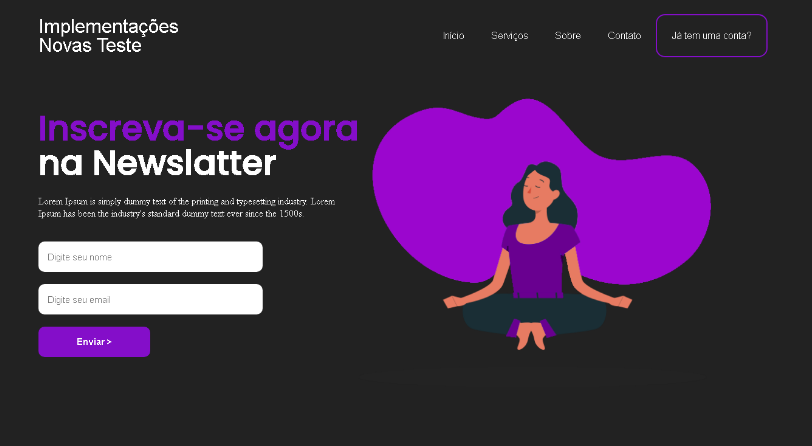 Implementações
Novas Teste
Início
Serviços
Sobre
Contato
Já tem uma conta?
Inscreva-se agora
na Newslatter
Lorem Ipsum is simply dummy text of the printing and typesetting industry. Lorem
Ipsum has been the industry's standard dummy text ever since the 1500s.
Digite seu nome
Digite seu email
Enviar >